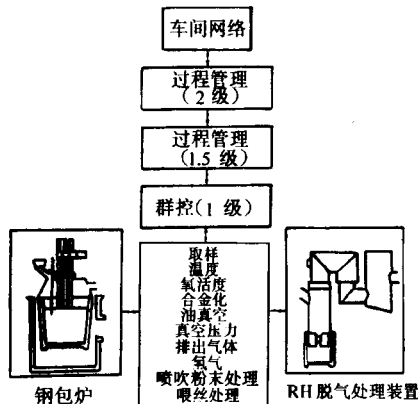 车间网络
过程管理
(2级)
过程管理
(1.5级)
群控(1级)
取样
温度
氧活度
合金化
油真空
真空压力
排出气体
氧气
喷吹粉末处理
喂丝处理
钢包炉
RH脱气处理装置